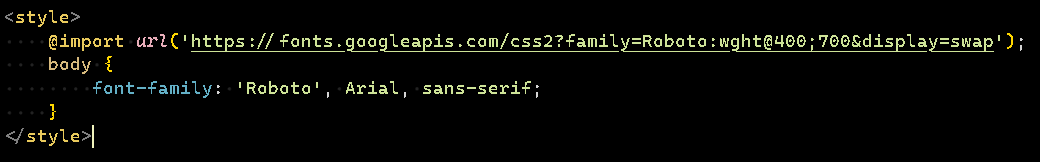 <style>
@import url('https://fonts.googleapis.com/css2?family=Roboto:wght@400;700&display=swap');
body {
font-family: 'Roboto', Arial, sans-serif;
}
</style>